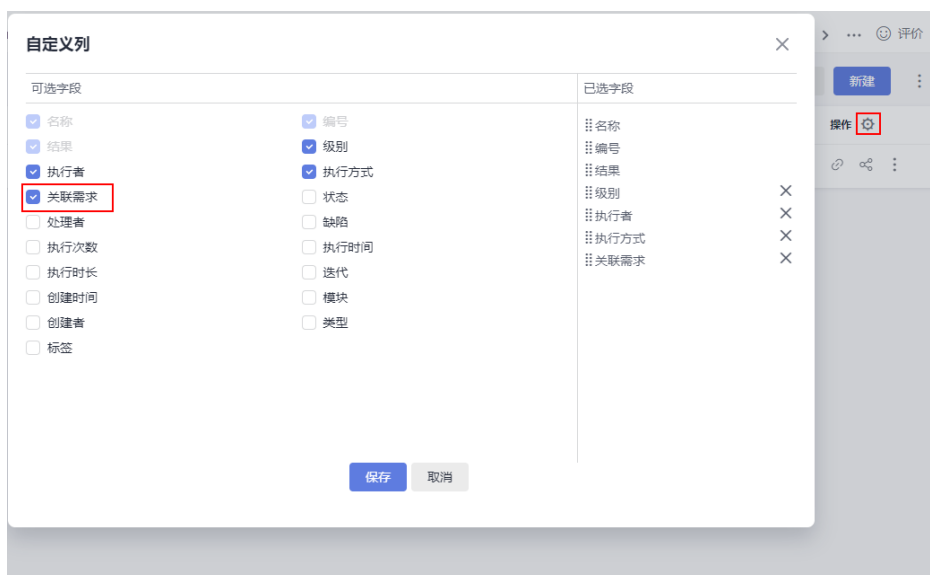 自定义列
评价
新建
可选字段
已选字段
操作
名称
编号
结果
级别
执行者
执行方式
关联需求
状态
处理者
缺陷
执行次数
执行时间
执行时长
迭代
创建时间
模块
创建者
类型
标签
名称
编号
结果
级别
执行者
执行方式
关联需求
保存
取消